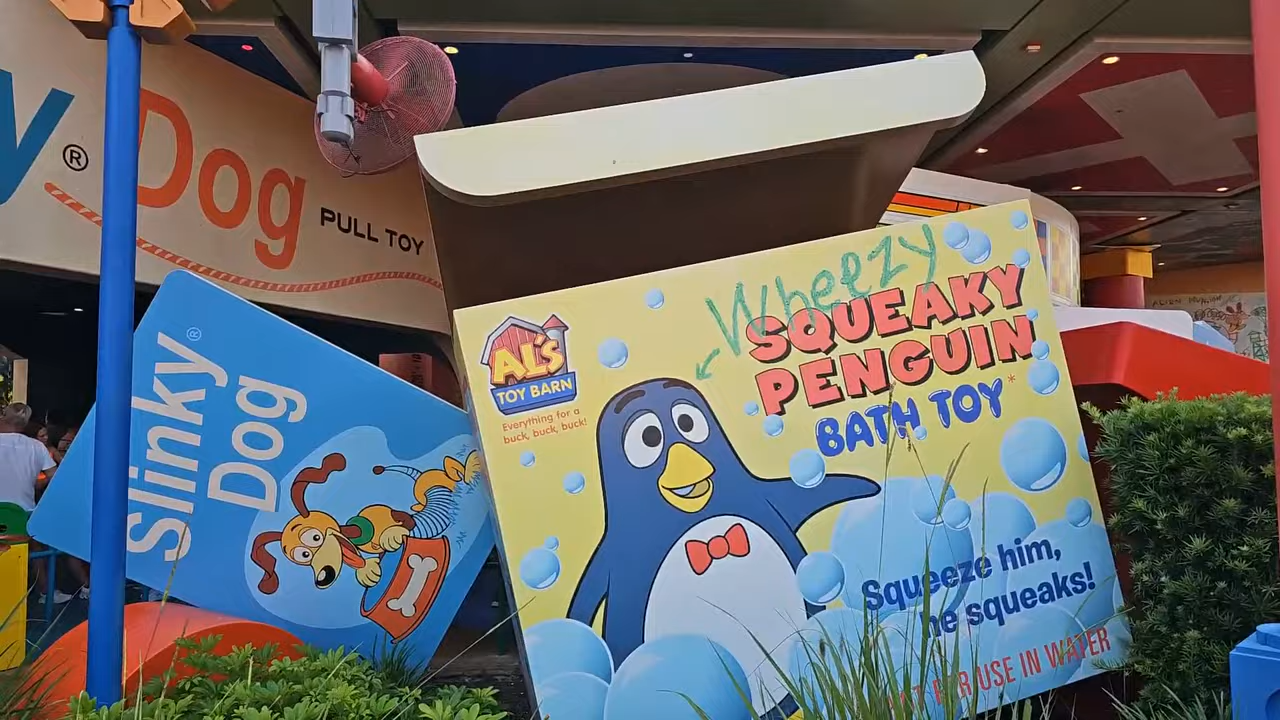 Dog
PULL TOY
®
Slinky®
Dog
AL'S
TOY BARN
Everything for a
buck, buck, buck!
Wheezy
SQUEAKY
PENGUIN
BATH TOY*
Squeeze him,
he squeaks!
USE IN WATER